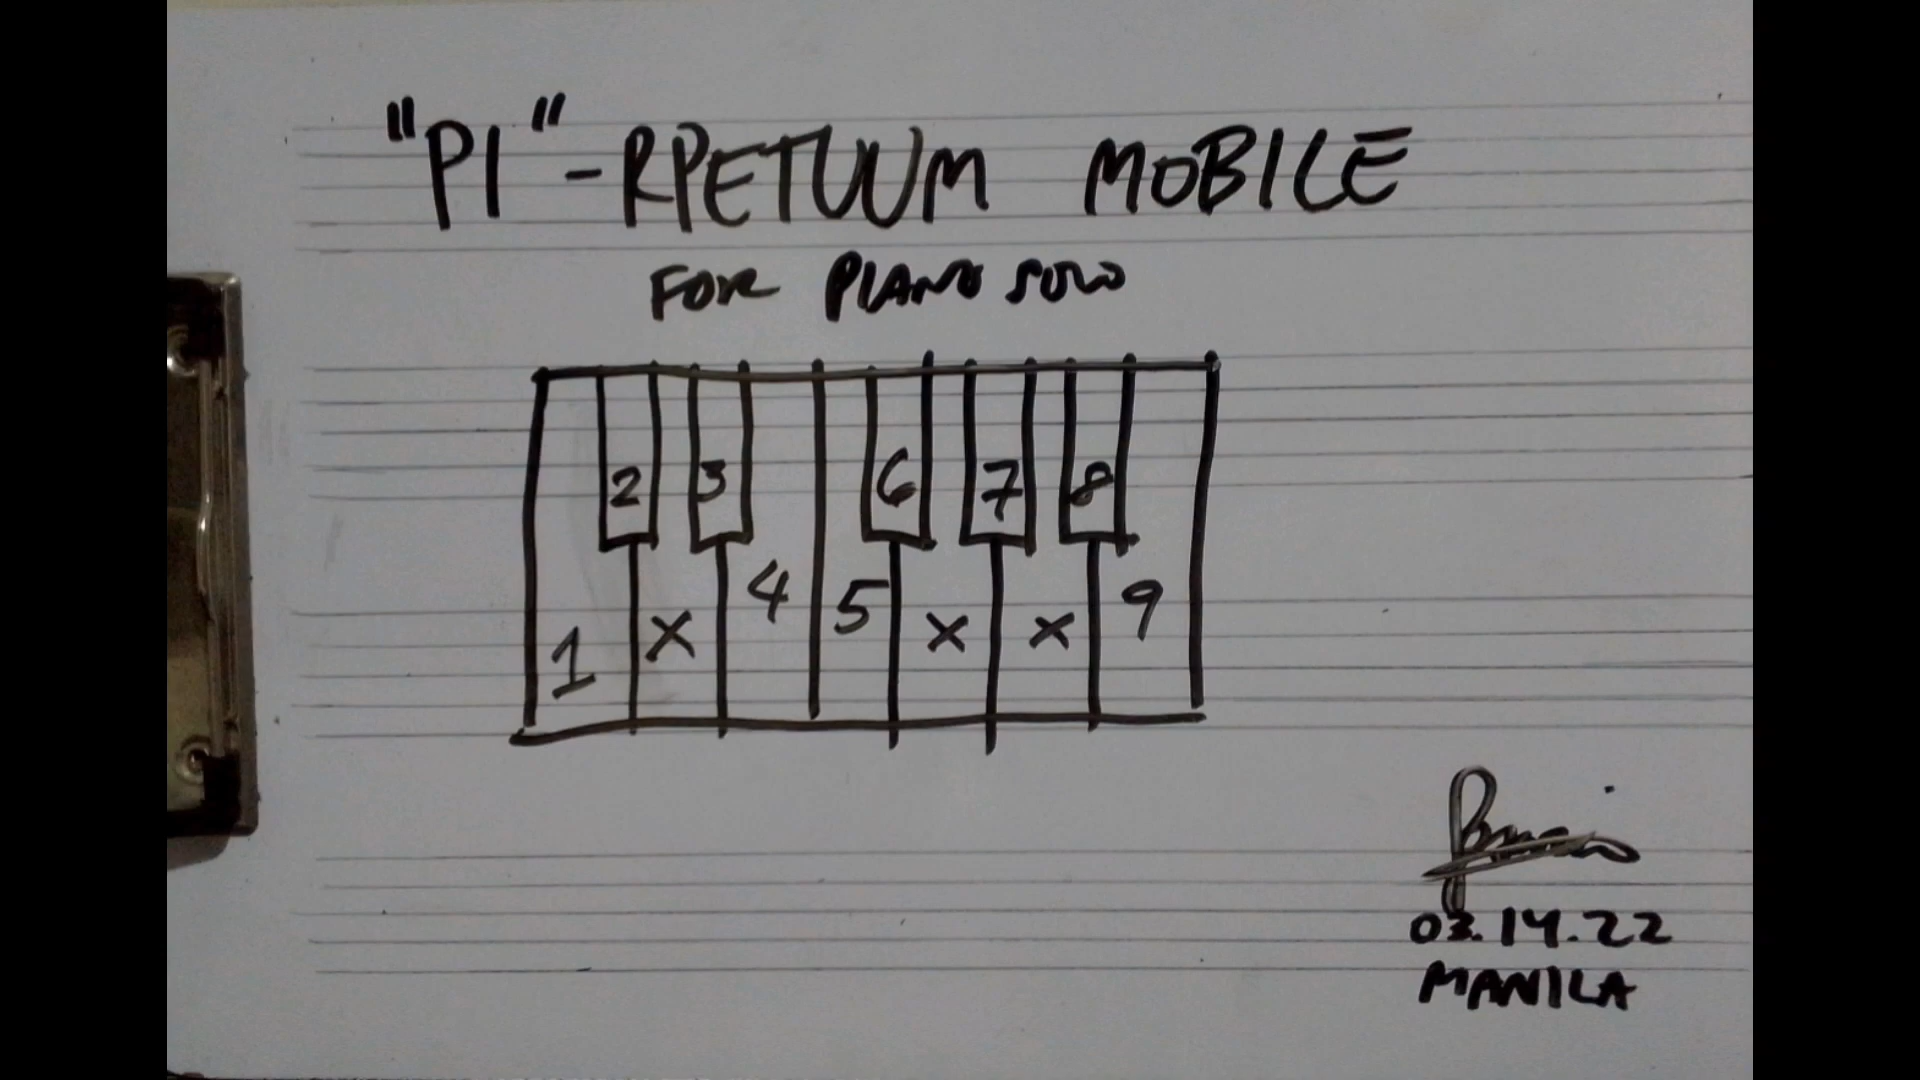 "PI"-RPETUUM MOBILE
FOR PIANO SOLO
2 3 6 7 8
1 x 4 5 x x 9
03.14.22
MANILA